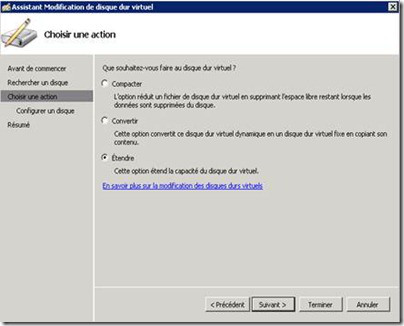 Assistant Modification de disque dur virtuel
Choisir une action
Avant de commencer
Rechercher un disque
Choisir une action
Configurer un disque
Résumé
Que souhaitez-vous faire au disque dur virtuel ?
Compacter
L'option réduit un fichier de disque dur virtuel en supprimant l'espace libre restant lorsque les
données sont supprimées du disque.
Convertir
Cette option convertit ce disque dur virtuel dynamique en un disque dur virtuel fixe en copiant son
contenu.
Étendre
Cette option étend la capacité du disque dur virtuel.
En savoir plus sur la modification des disques durs virtuels
< Précédent
Suivant >
Terminer
Annuler